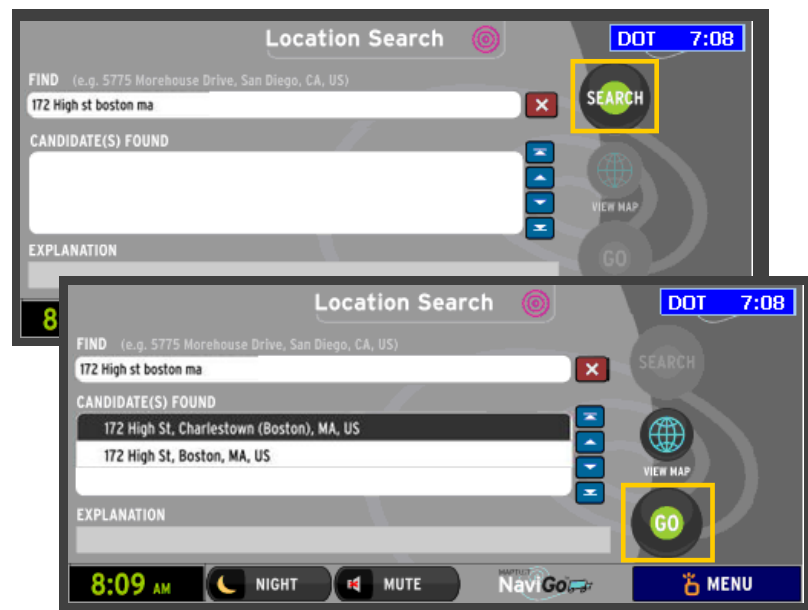 Location Search
DOT 7:08
FIND (e.g. 5775 Morehouse Drive, San Diego, CA, US)
172 High st boston ma
SEARCH
CANDIDATE(S) FOUND
VIEW MAP
EXPLANATION
GO
8
Location Search
DOT 7:08
FIND (e.g. 5775 Morehouse Drive, San Diego, CA, US)
172 High st boston ma
SEARCH
CANDIDATE(S) FOUND
172 High St, Charlestown (Boston), MA, US
172 High St, Boston, MA, US
VIEW MAP
EXPLANATION
GO
8:09 AM
NIGHT
MUTE
NaviGo
MENU